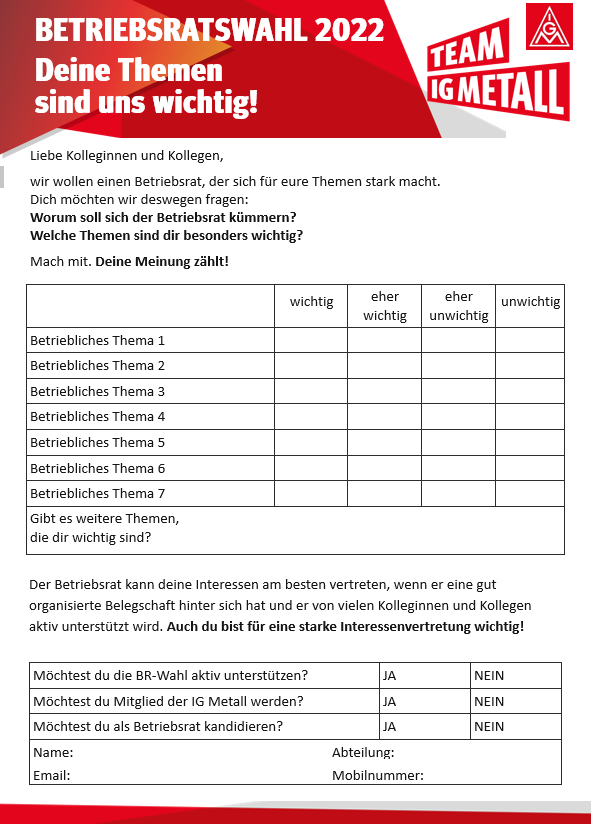 BETRIEBSRATSWAHL 2022
Deine Themen
sind uns wichtig!
IGM
TEAM
IG METALL
Liebe Kolleginnen und Kollegen,
wir wollen einen Betriebsrat, der sich für eure Themen stark macht.
Dich möchten wir deswegen fragen:
Worum soll sich der Betriebsrat kümmern?
Welche Themen sind dir besonders wichtig?
Mach mit. Deine Meinung zählt!
wichtig eher wichtig eher unwichtig unwichtig
Betriebliches Thema 1
Betriebliches Thema 2
Betriebliches Thema 3
Betriebliches Thema 4
Betriebliches Thema 5
Betriebliches Thema 6
Betriebliches Thema 7
Gibt es weitere Themen,
die dir wichtig sind?
Der Betriebsrat kann deine Interessen am besten vertreten, wenn er eine gut
organisierte Belegschaft hinter sich hat und er von vielen Kolleginnen und Kollegen
aktiv unterstützt wird. Auch du bist für eine starke Interessenvertretung wichtig!
Möchtest du die BR-Wahl aktiv unterstützen? JA NEIN
Möchtest du Mitglied der IG Metall werden? JA NEIN
Möchtest du als Betriebsrat kandidieren? JA NEIN
Name: Abteilung:
Email: Mobilnummer: